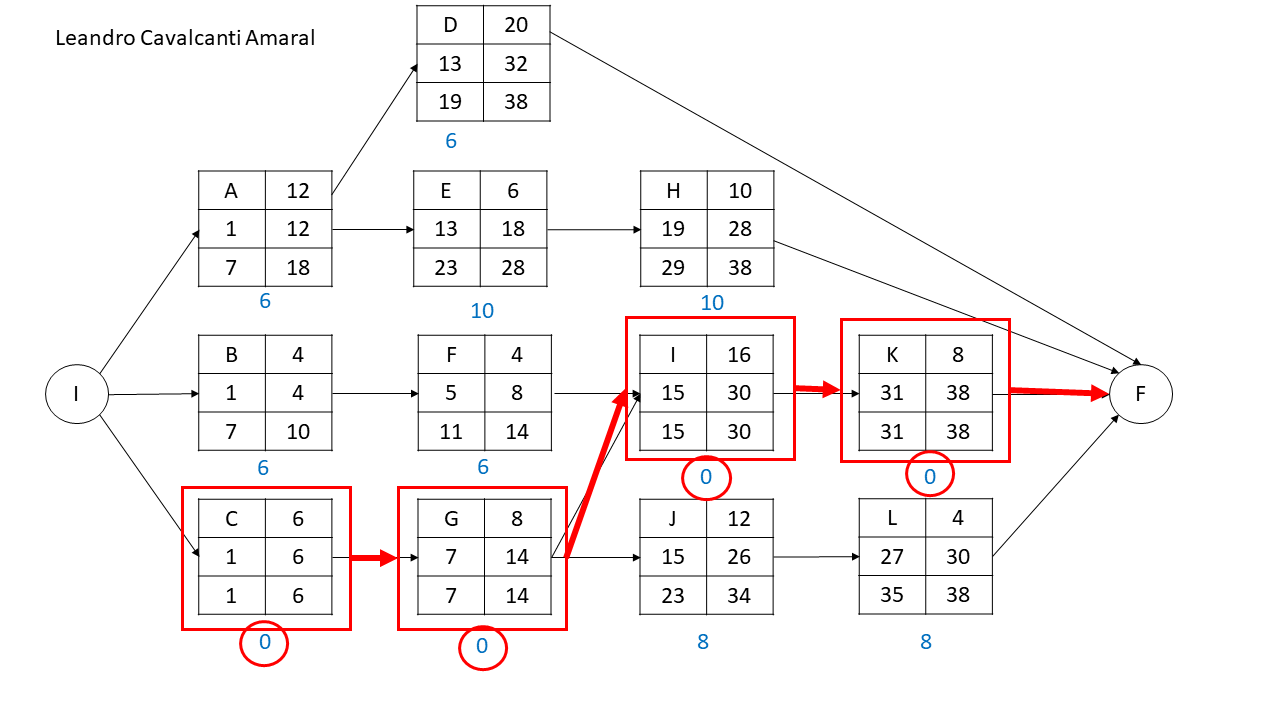 Leandro Cavalcanti Amaral
D 20
13 32
19 38
6
A 12
1 12
7 18
6
E 6
13 18
23 28
10
H 10
19 28
29 38
10
I
B 4
1 4
7 10
6
F 4
5 8
11 14
6
I 16
15 30
15 30
0
K 8
31 38
31 38
0
F
C 6
1 6
1 6
0
G 8
7 14
7 14
0
J 12
15 26
23 34
8
L 4
27 30
35 38
8